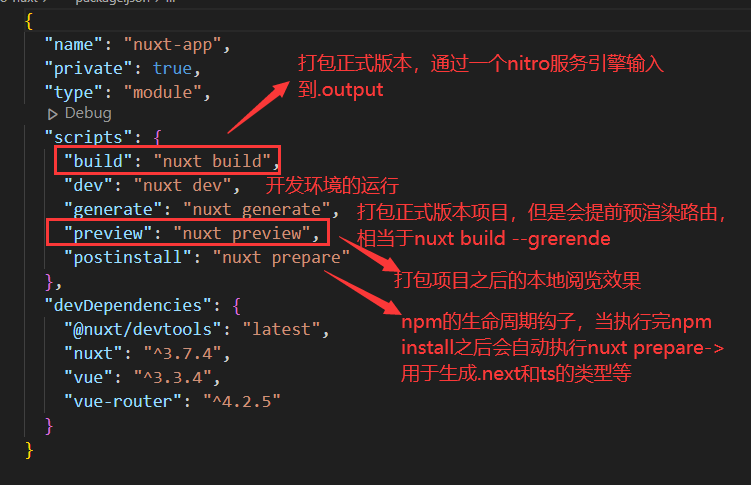 {
"name": "nuxt-app",
"private": true,
"type": "module",
Debug
"scripts": {
"build": "nuxt build",
"dev": "nuxt dev",
"generate": "nuxt generate",
"preview": "nuxt preview",
"postinstall": "nuxt prepare"
},
"devDependencies": {
"@nuxt/devtools": "latest",
"nuxt": "^3.7.4",
"vue": "^3.3.4",
"vue-router": "^4.2.5"
}
}
打包正式版本，通过一个nitro服务引擎输入
到.output
开发环境的运行
打包正式版本项目，但是会提前预渲染路由，
相当于nuxt build --grerende
打包项目之后的本地阅览效果
npm的生命周期钩子，当执行完npm
install之后会自动执行nuxt prepare->
用于生成.next和ts的类型等